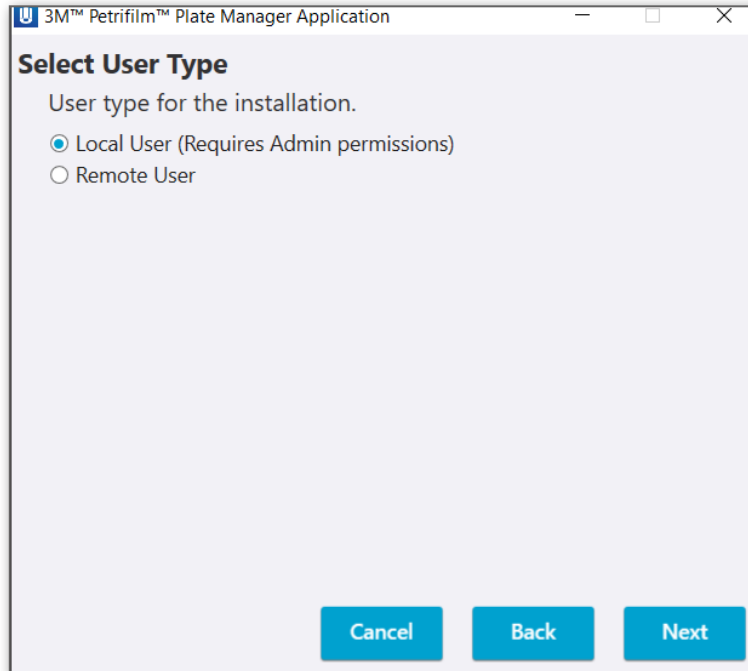 3M™ Petrifilm™ Plate Manager Application
Select User Type
User type for the installation.
Local User (Requires Admin permissions)
Remote User
Cancel Back Next